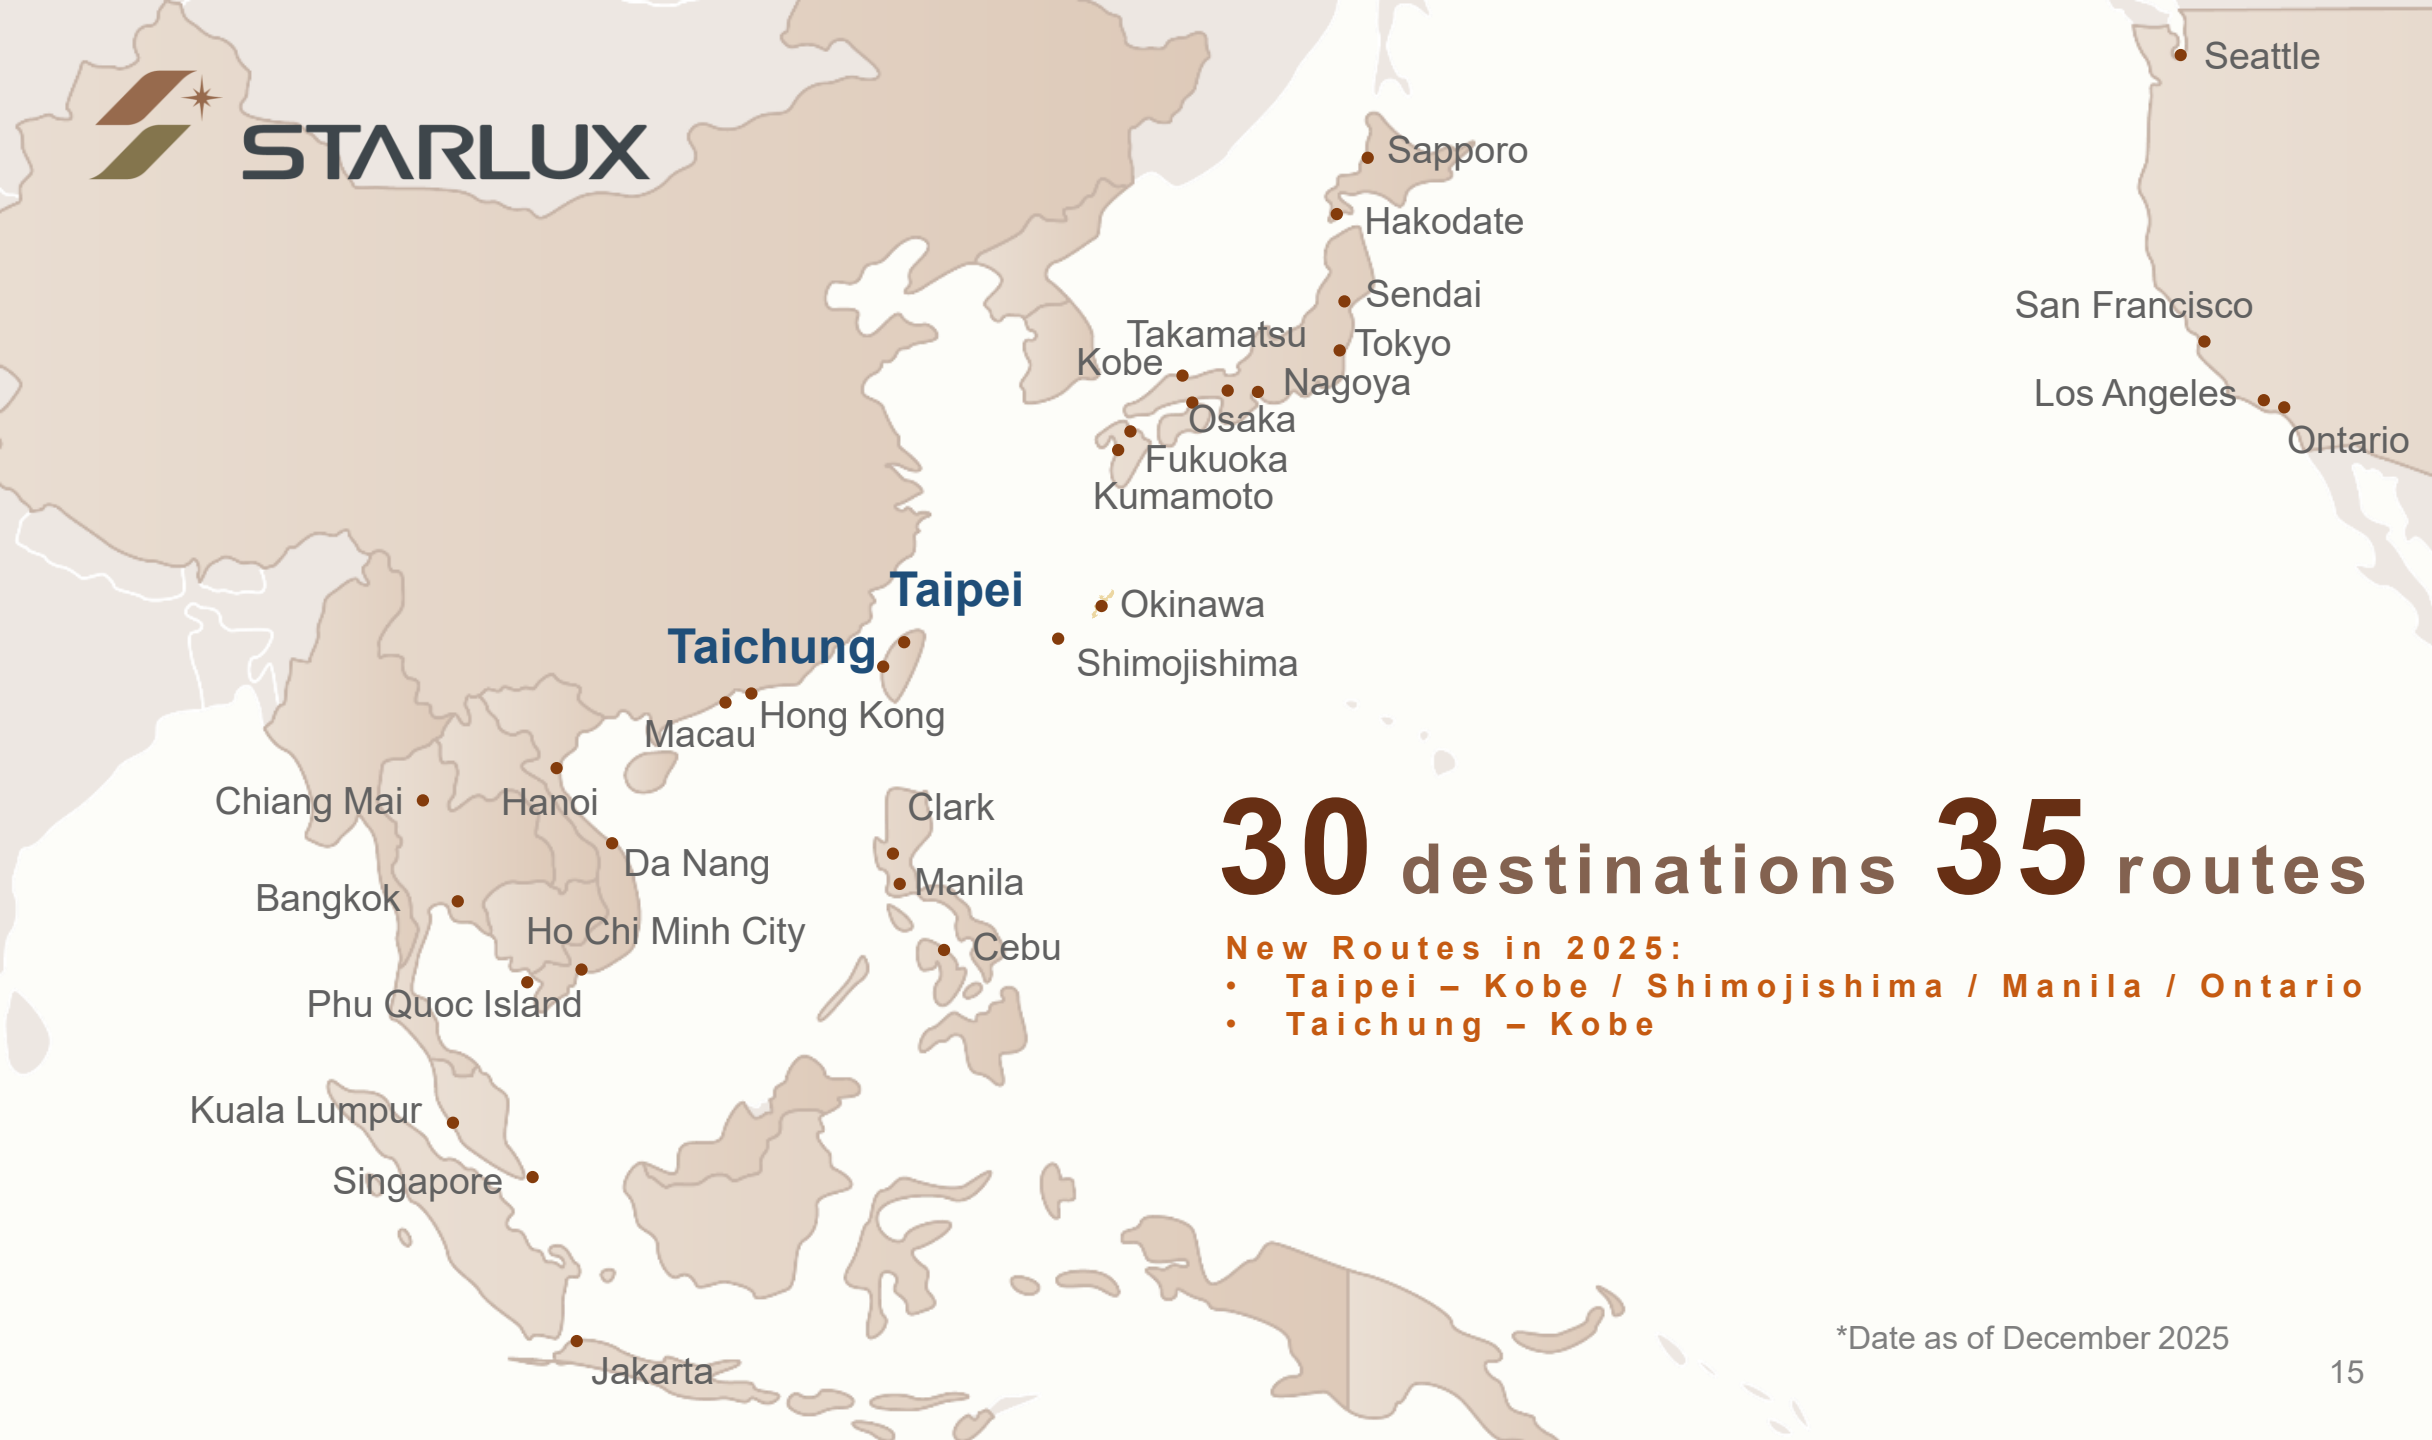 STARLUX
Seattle
Sapporo
Hakodate
Sendai
San Francisco
Takamatsu
Tokyo
Kobe
Nagoya
Los Angeles
Osaka
Ontario
Fukuoka
Kumamoto
Taipei
Okinawa
Taichung
Shimojishima
Hong Kong
Macau
Chiang Mai
Hanoi
Clark
Da Nang
Manila
Bangkok
Ho Chi Minh City
Cebu
Phu Quoc Island
30 destinations 35 routes
New Routes in 2025:
• Taipei – Kobe / Shimojishima / Manila / Ontario
• Taichung – Kobe
Kuala Lumpur
Singapore
Jakarta
*Date as of December 2025
15